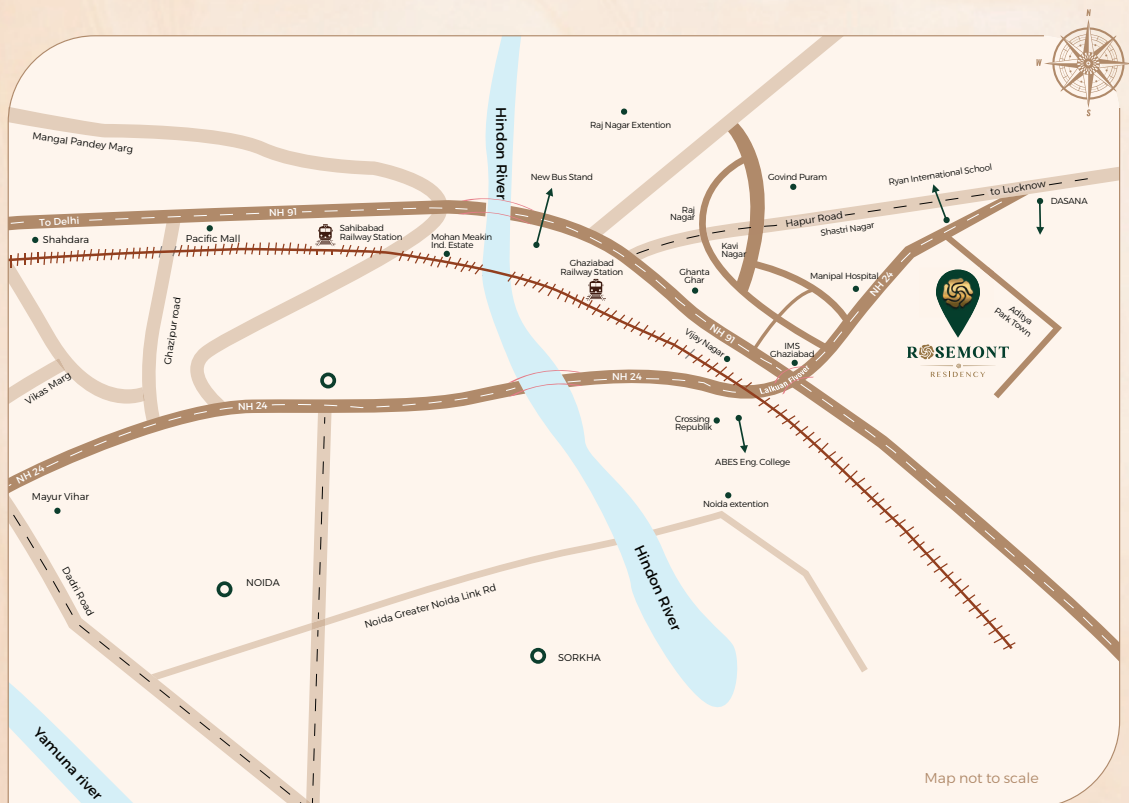 N
W
S
Mangal Pandey Marg
Hindon River
Raj Nagar Extention
New Bus Stand
Govind Puram
Ryan International School
to Lucknow
DASANA
To Delhi
NH 91
Raj
Nagar
Hapur Road
Shastri Nagar
Shahdara
Pacific Mall
Sahibabad
Railway Station
Mohan Meakin
Ind. Estate
Kavi
Nagar
Ghaziabad
Railway Station
Ghanta
Ghar
Manipal Hospital
NH 24
Ghazipur road
Aditya
Park Town
NH 91
Vijay Nagar
IMS
Ghaziabad
ROSEMONT
RESIDENCY
Vikas Marg
NH 24
Lalkuan Flyover
NH 24
Crossing
Republik
ABES Eng. College
NH 24
Mayur Vihar
Noida extention
Dadri Road
NOIDA
Noida Greater Noida Link Rd
Hindon River
SORKHA
Yamuna river
Map not to scale